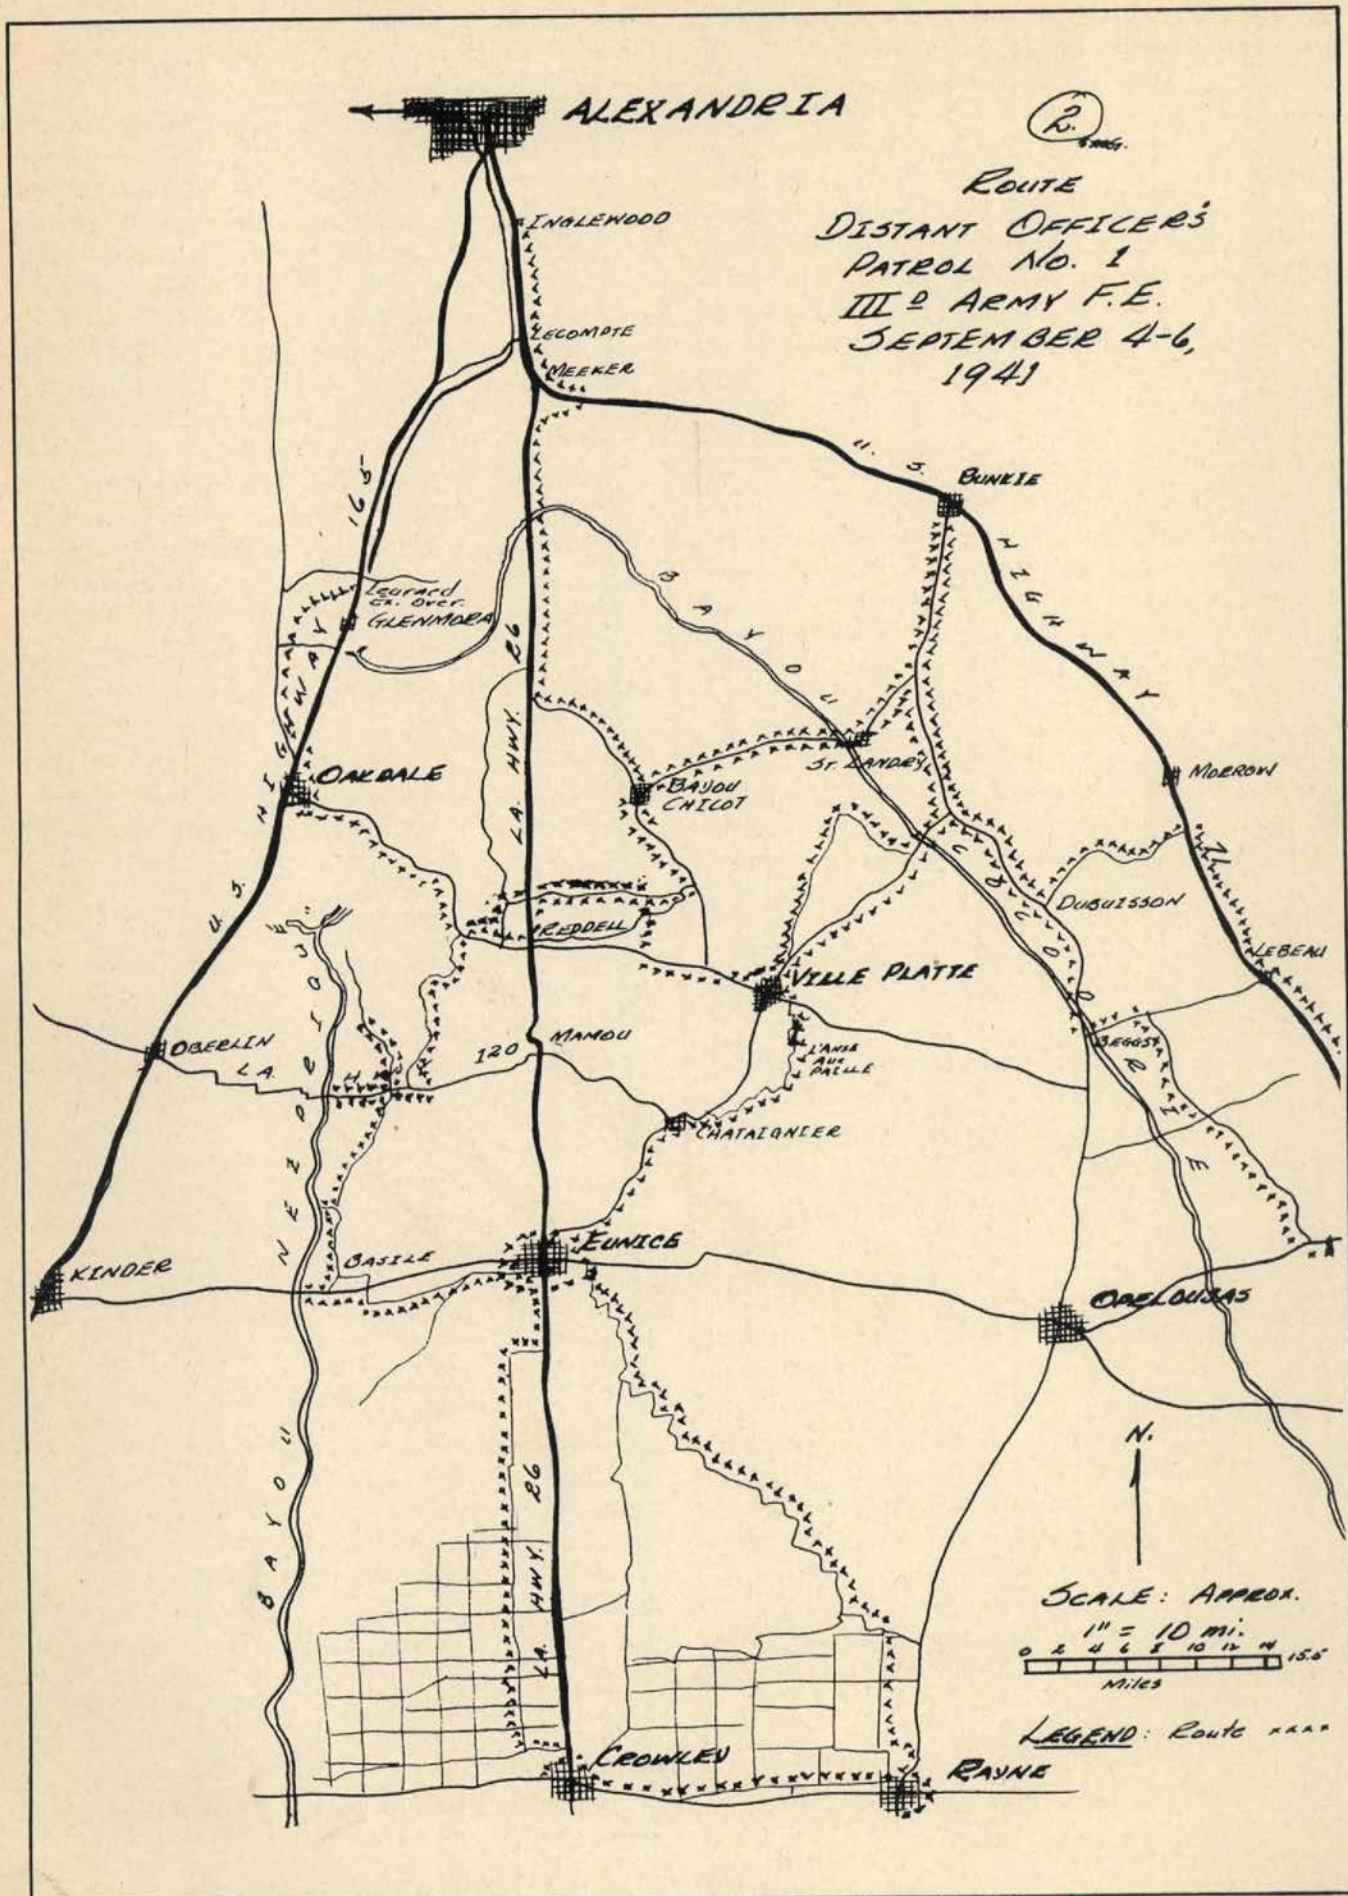 ALEXANDRIA
2.
ROUTE
DISTANT OFFICER'S
PATROL NO. 1
III D ARMY F.E.
SEPTEMBER 4-6,
1941
INGLEWOOD
LECOMPTE
MEEKER
U. S. HIGHWAY 71
BUNKIE
U.S. HIGHWAY 165
GLENMORA
BAYOU COCODRIE
LA. HWY. 26
OAKDALE
BAYOU
CHICOT
ST. LANDRY
MORROW
DUBUISSON
REDDELL
LEBEAU
VILLE PLATTE
OBERLIN
LA. H 120
MAMOU
L'ANSE
AUX
PAILLE
BEGGS
CHATAIGNIER
BAYOU NEZPIQUE
KINDER
BASILE
EUNICE
OPELOUSAS
N.
LA. HWY. 26
SCALE: APPROX.
1" = 10 mi.
0 2 4 6 8 10 12 14 15.5
Miles
LEGEND: Route xxxx
CROWLEY
RAYNE